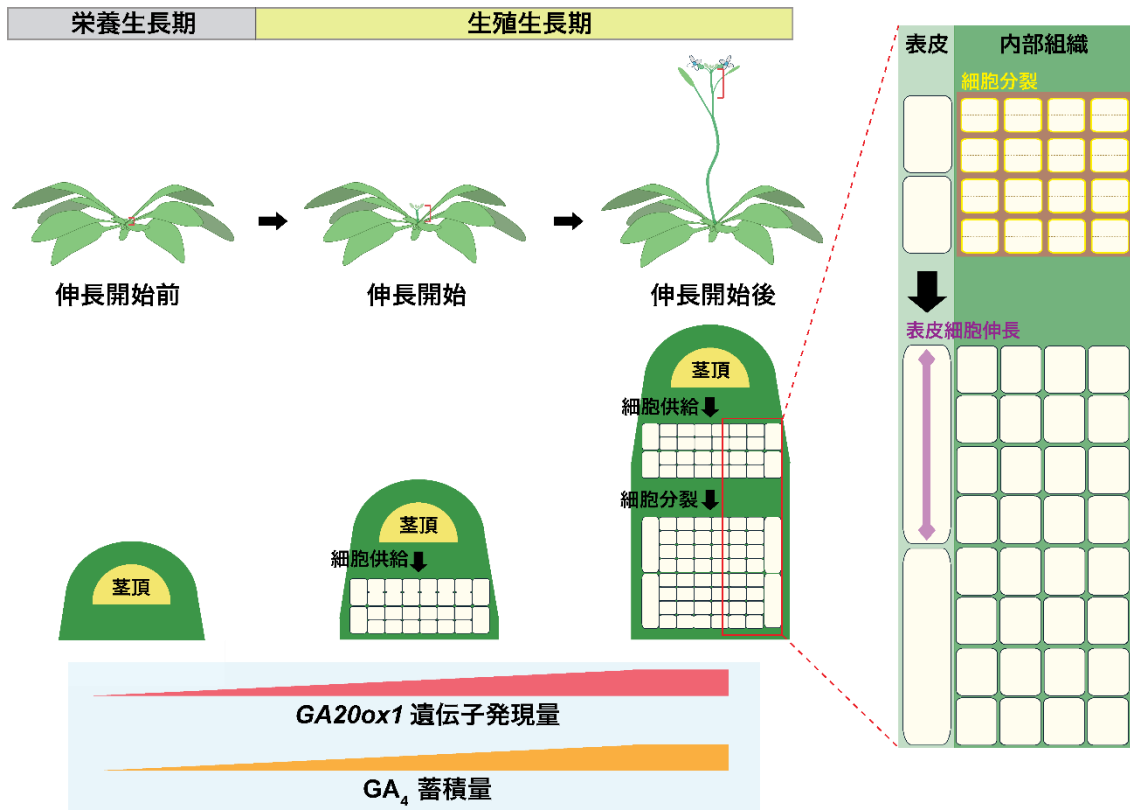 栄養生長期
生殖生長期
伸長開始前
伸長開始
伸長開始後
茎頂
茎頂
細胞供給
茎頂
細胞供給
細胞分裂
GA20ox1 遺伝子発現量
GA₄ 蓄積量
表皮
内部組織
細胞分裂
表皮細胞伸長